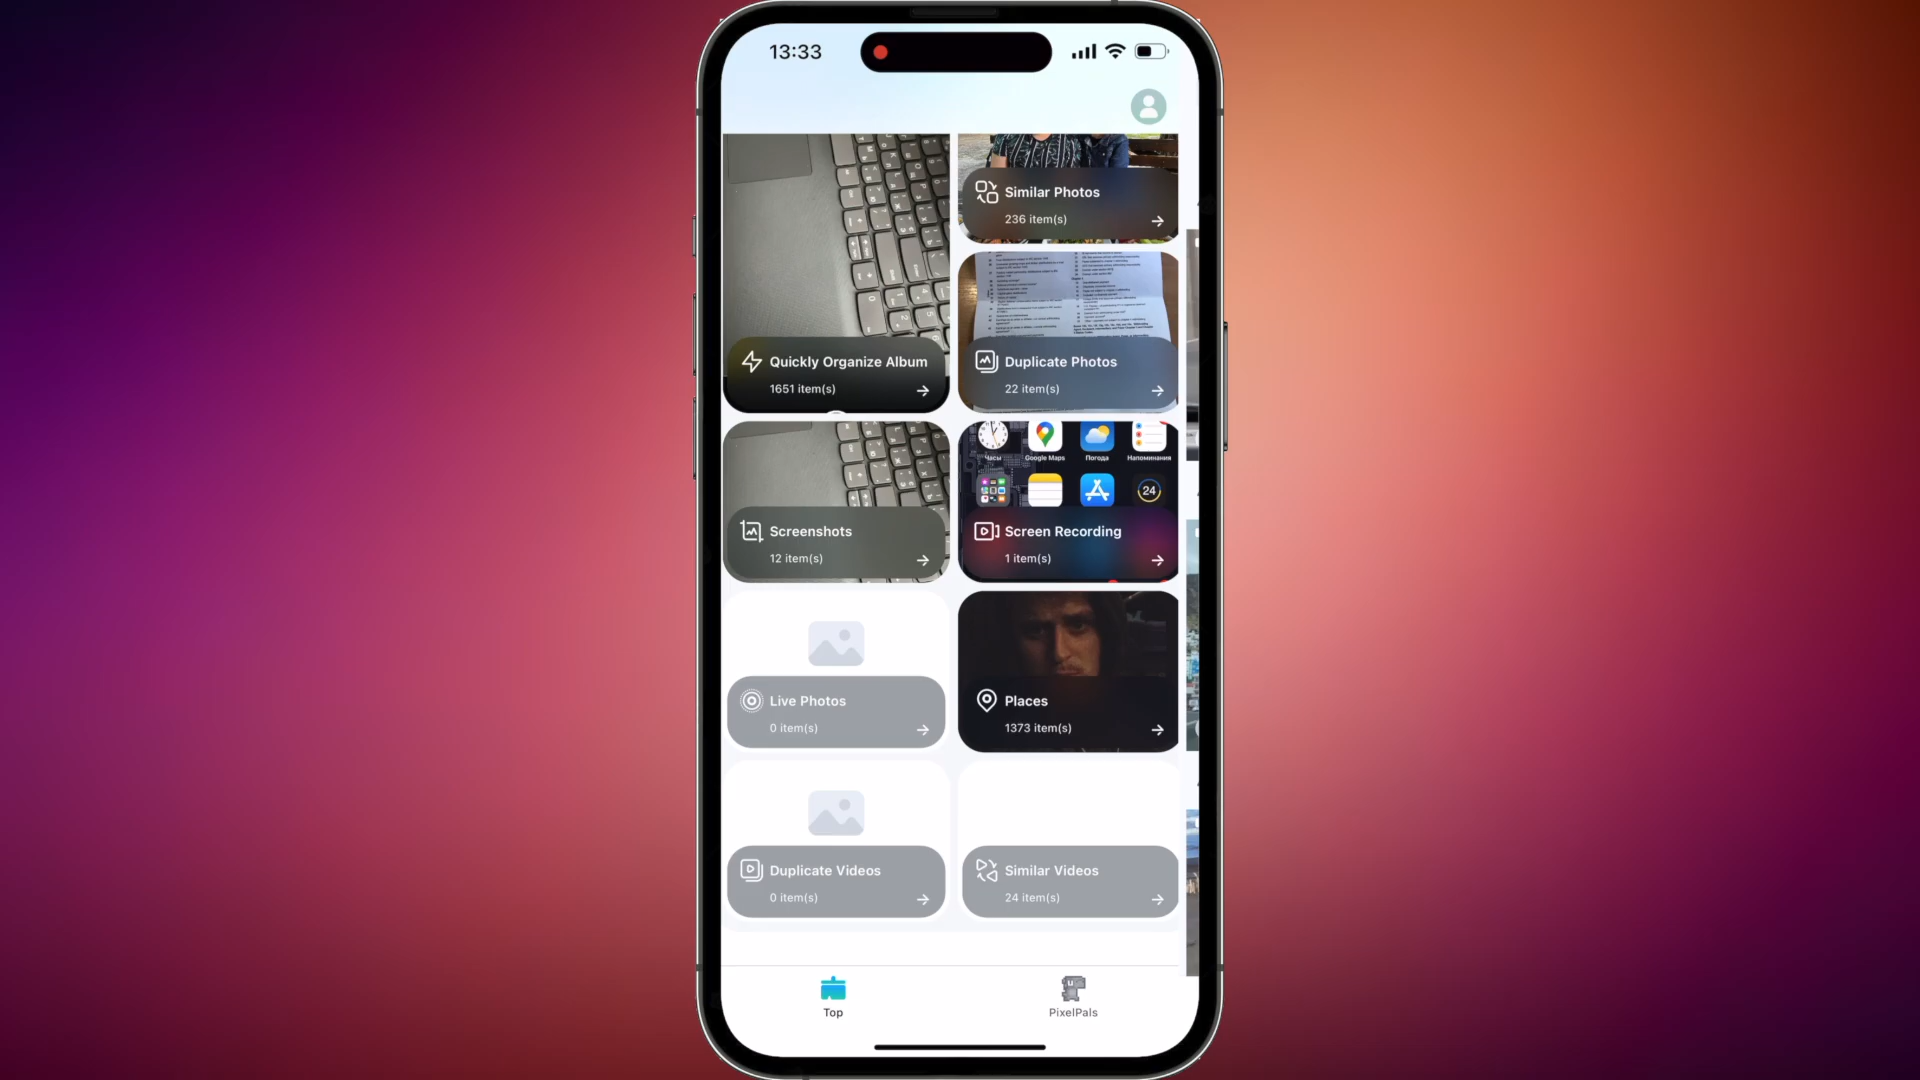 13:33
Similar Photos
236 item(s)
Quickly Organize Album
1651 item(s)
Duplicate Photos
22 item(s)
Часы
Google Maps
Погода
Напоминания
24
Screenshots
12 item(s)
Screen Recording
1 item(s)
Live Photos
0 item(s)
Places
1373 item(s)
Duplicate Videos
0 item(s)
Similar Videos
24 item(s)
Top
PixelPals